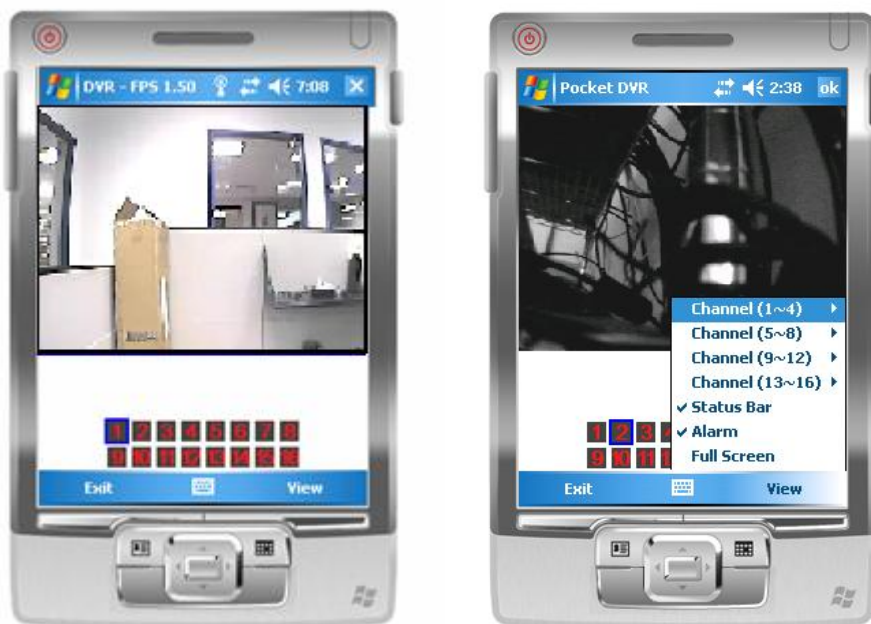 DVR - FPS 1.50 7:08
1 2 3 4 5 6 7 8
9 10 11 12 13 14 15 16
Exit View
Pocket DVR 2:38 ok
Channel (1~4)
Channel (5~8)
Channel (9~12)
Channel (13~16)
Status Bar
Alarm
Full Screen
1 2 3 4
9 10 11
Exit View